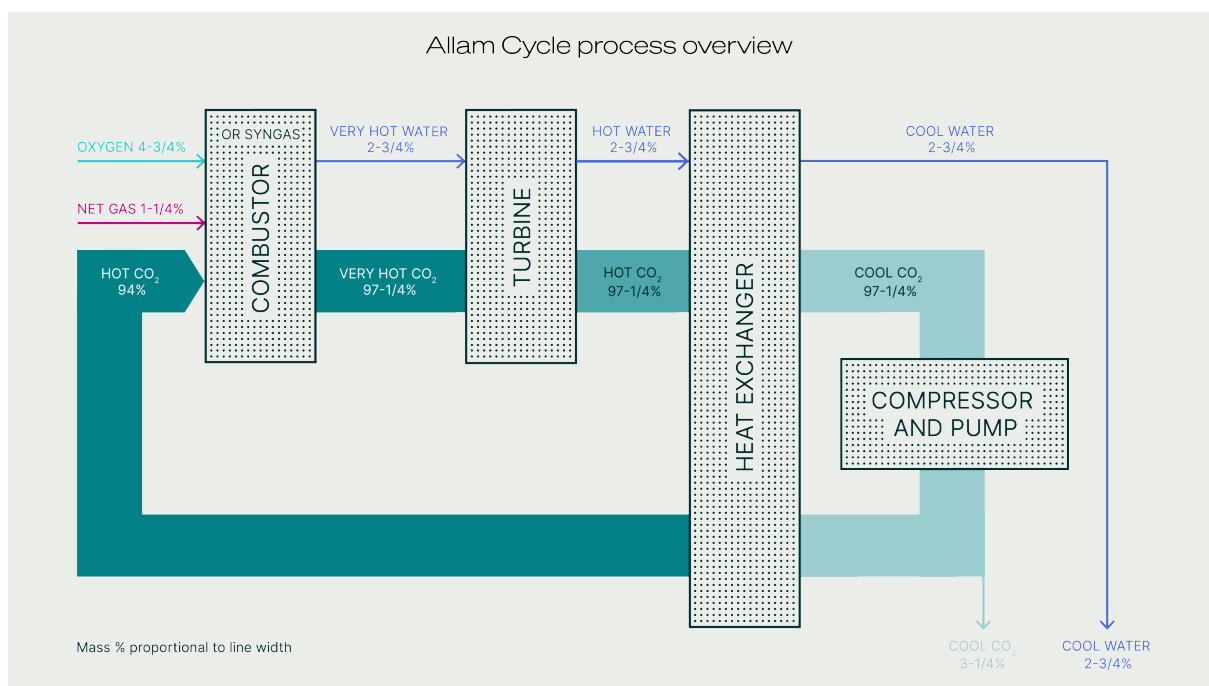 Allam Cycle process overview
OXYGEN 4-3/4%
NET GAS 1-1/4%
HOT CO₂
94%
OR SYNGAS
COMBUSTOR
VERY HOT WATER
2-3/4%
VERY HOT CO₂
97-1/4%
TURBINE
HOT WATER
2-3/4%
HOT CO₂
97-1/4%
HEAT EXCHANGER
COOL WATER
2-3/4%
COOL CO₂
97-1/4%
COMPRESSOR
AND PUMP
Mass % proportional to line width
COOL CO₂
3-1/4%
COOL WATER
2-3/4%